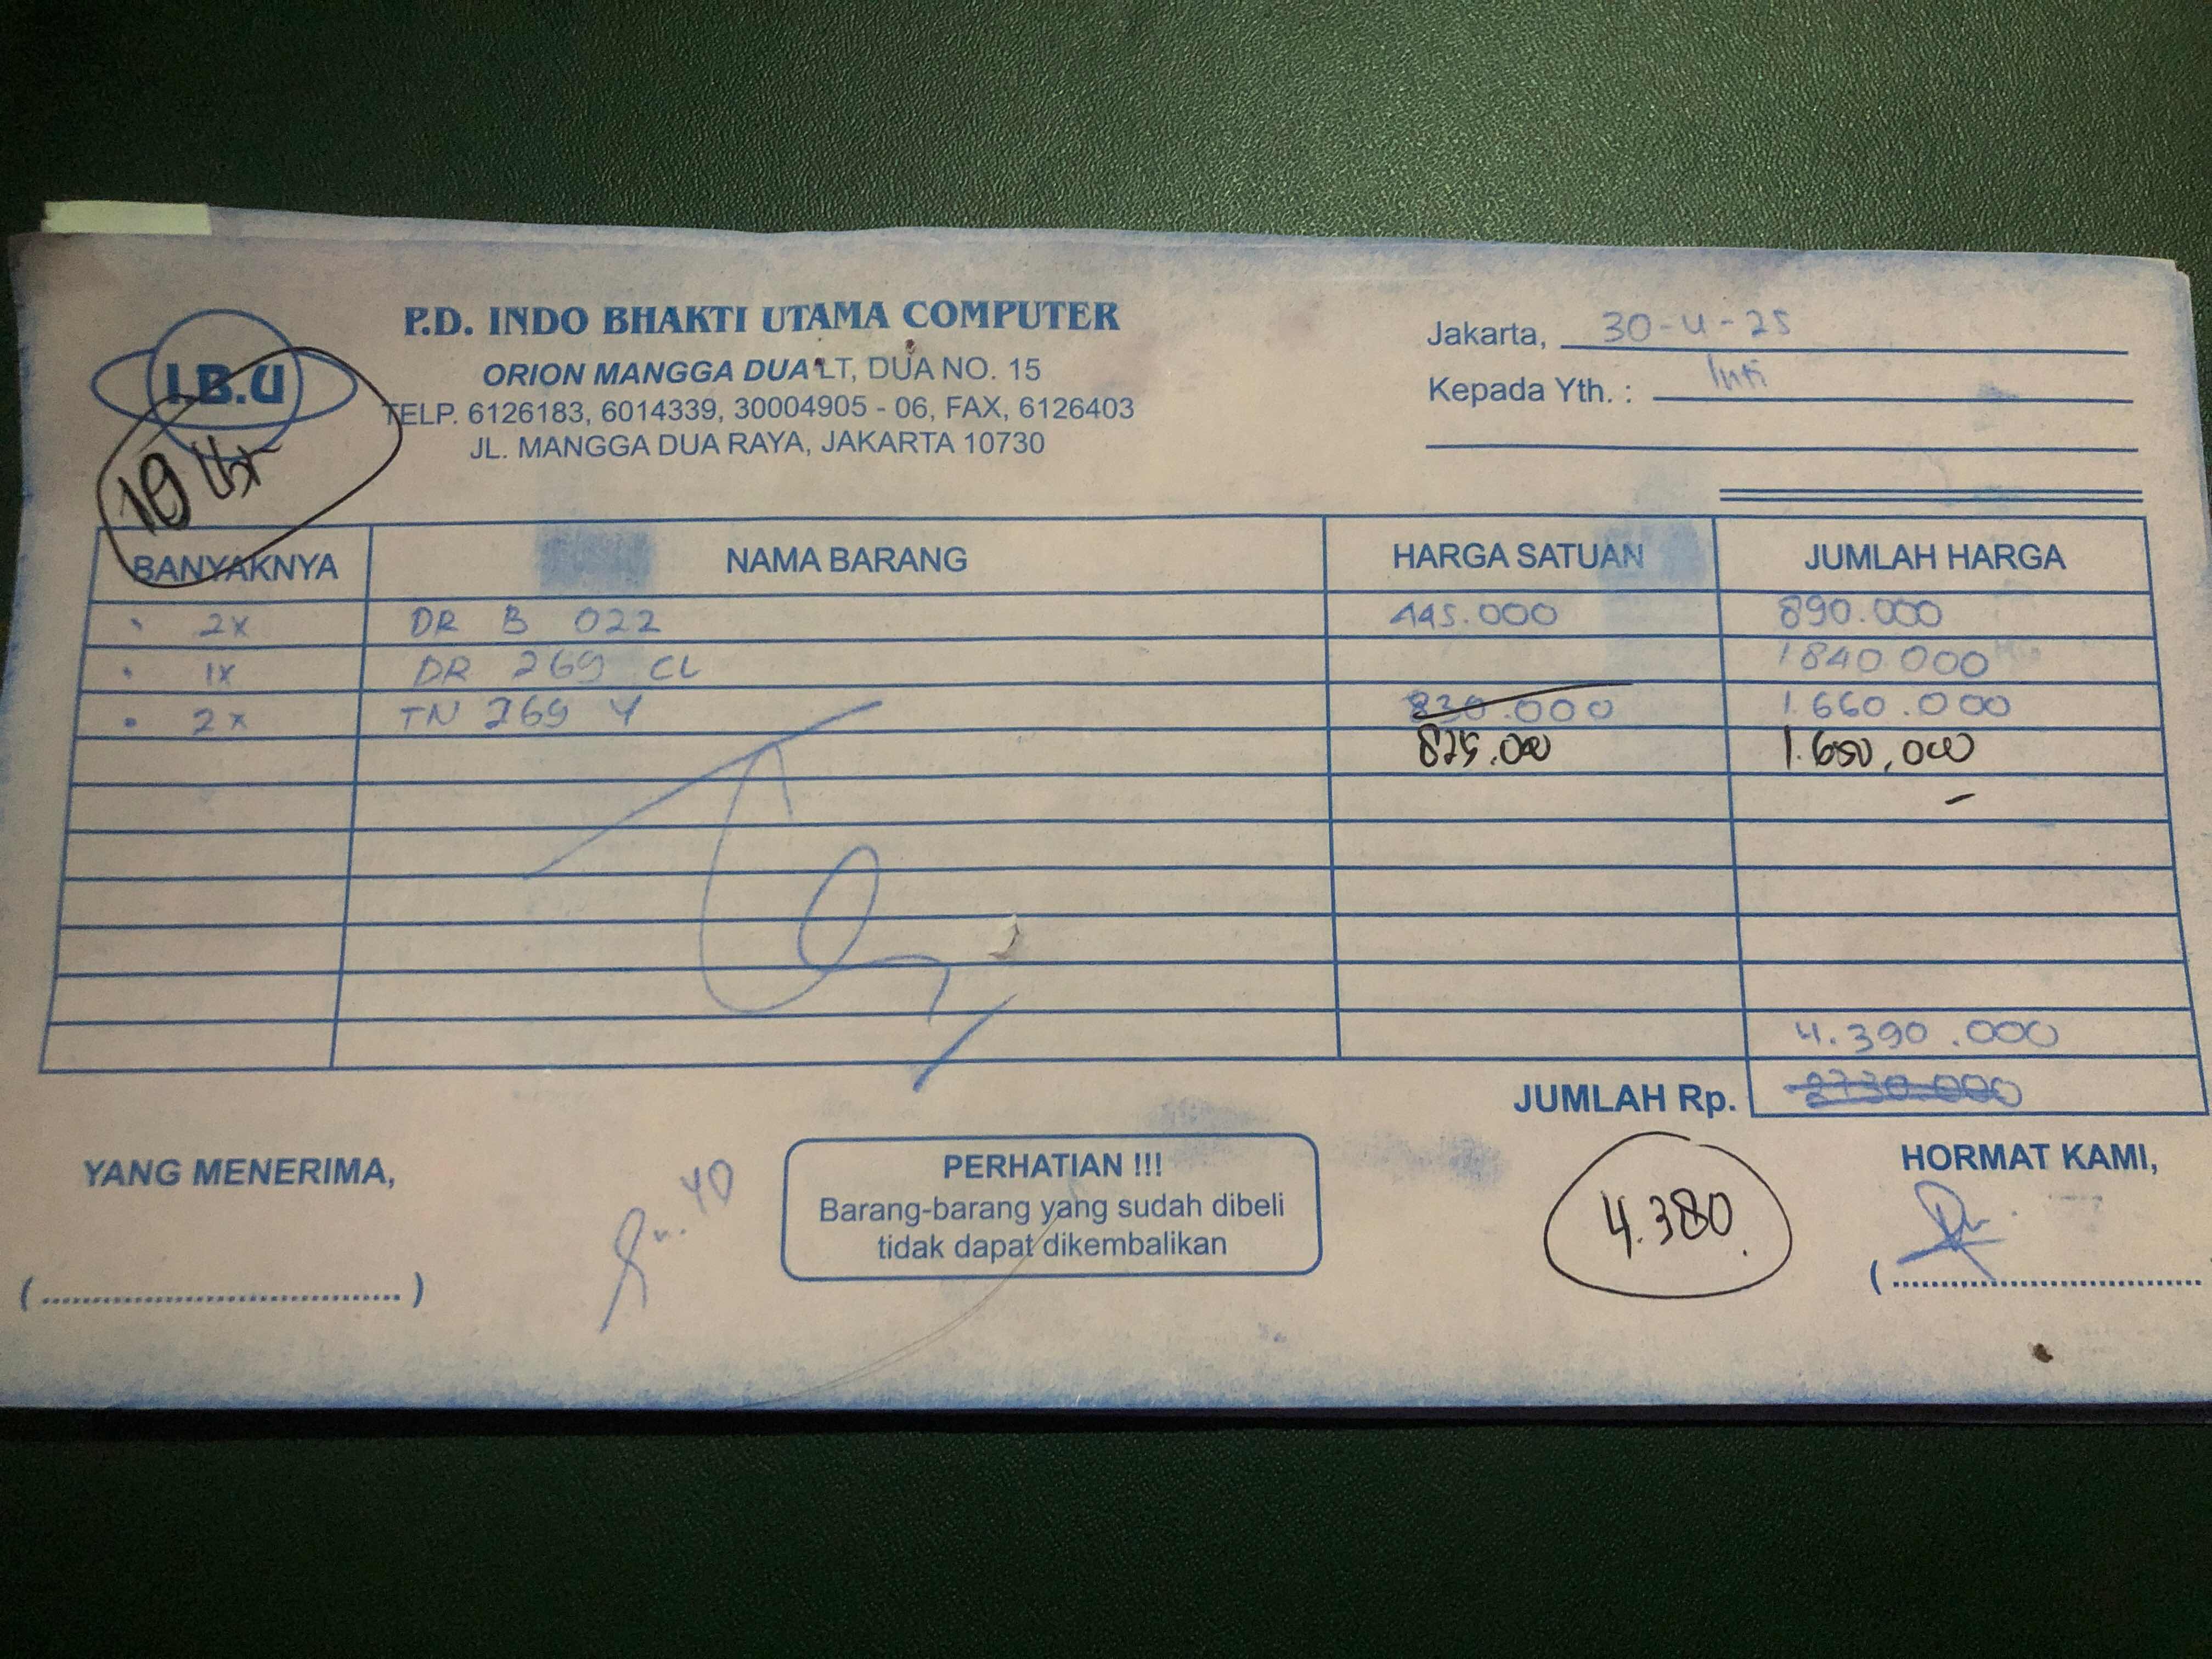 P.D. INDO BHAKTI UTAMA COMPUTER
I.B.U
ORION MANGGA DUA LT, DUA NO. 15
TELP. 6126183, 6014339, 30004905 - 06, FAX, 6126403
JL. MANGGA DUA RAYA, JAKARTA 10730
Jakarta, 30-4-25
Kepada Yth. : Inti
10 lbr
BANYAKNYA NAMA BARANG HARGA SATUAN JUMLAH HARGA
2x DR B 022 445.000 890.000
1x DR 269 CL 1840.000
2x TN 269 Y 830.000 1.660.000
825.000 1.650,000
4.390.000
JUMLAH Rp. 2730.000
YANG MENERIMA,
PERHATIAN !!!
Barang-barang yang sudah dibeli
tidak dapat dikembalikan
4.380
HORMAT KAMI,
(.....................................)
(.....................................